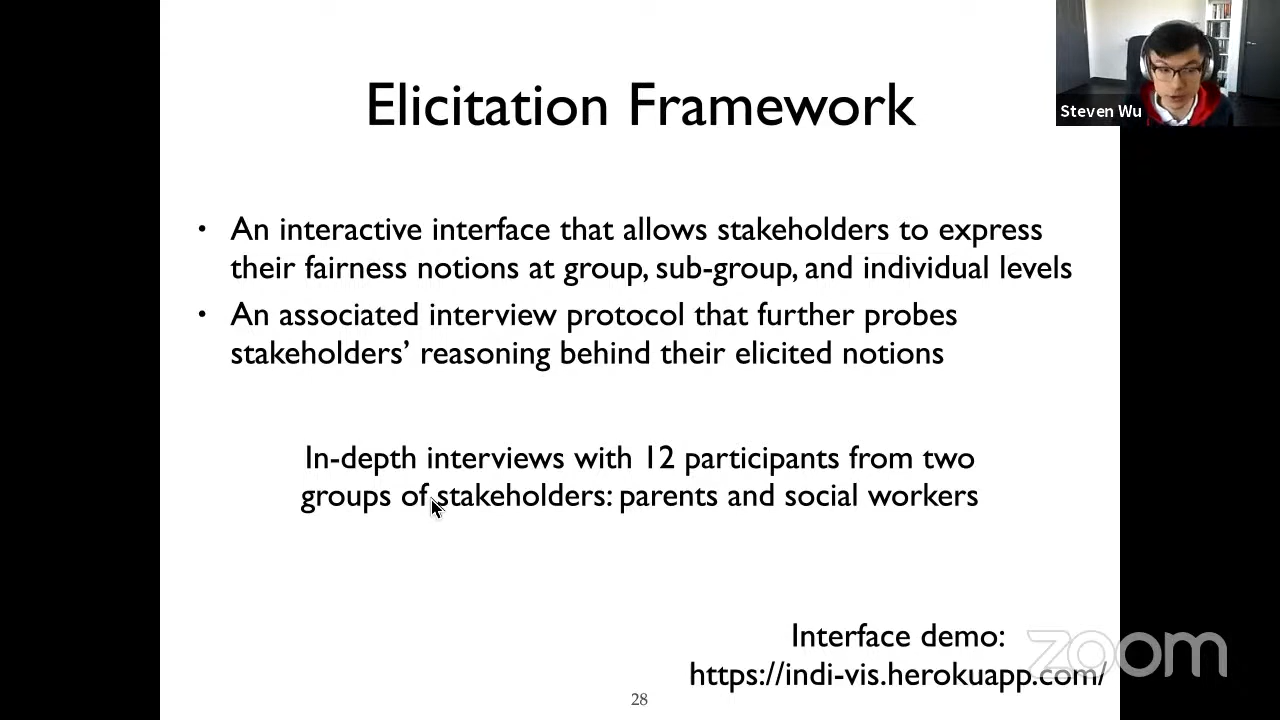 Elicitation Framework
Steven Wu
• An interactive interface that allows stakeholders to express
their fairness notions at group, sub-group, and individual levels
• An associated interview protocol that further probes
stakeholders’ reasoning behind their elicited notions
In-depth interviews with 12 participants from two
groups of stakeholders: parents and social workers
Interface demo:
https://indi-vis.herokuapp.com/
zoom
28